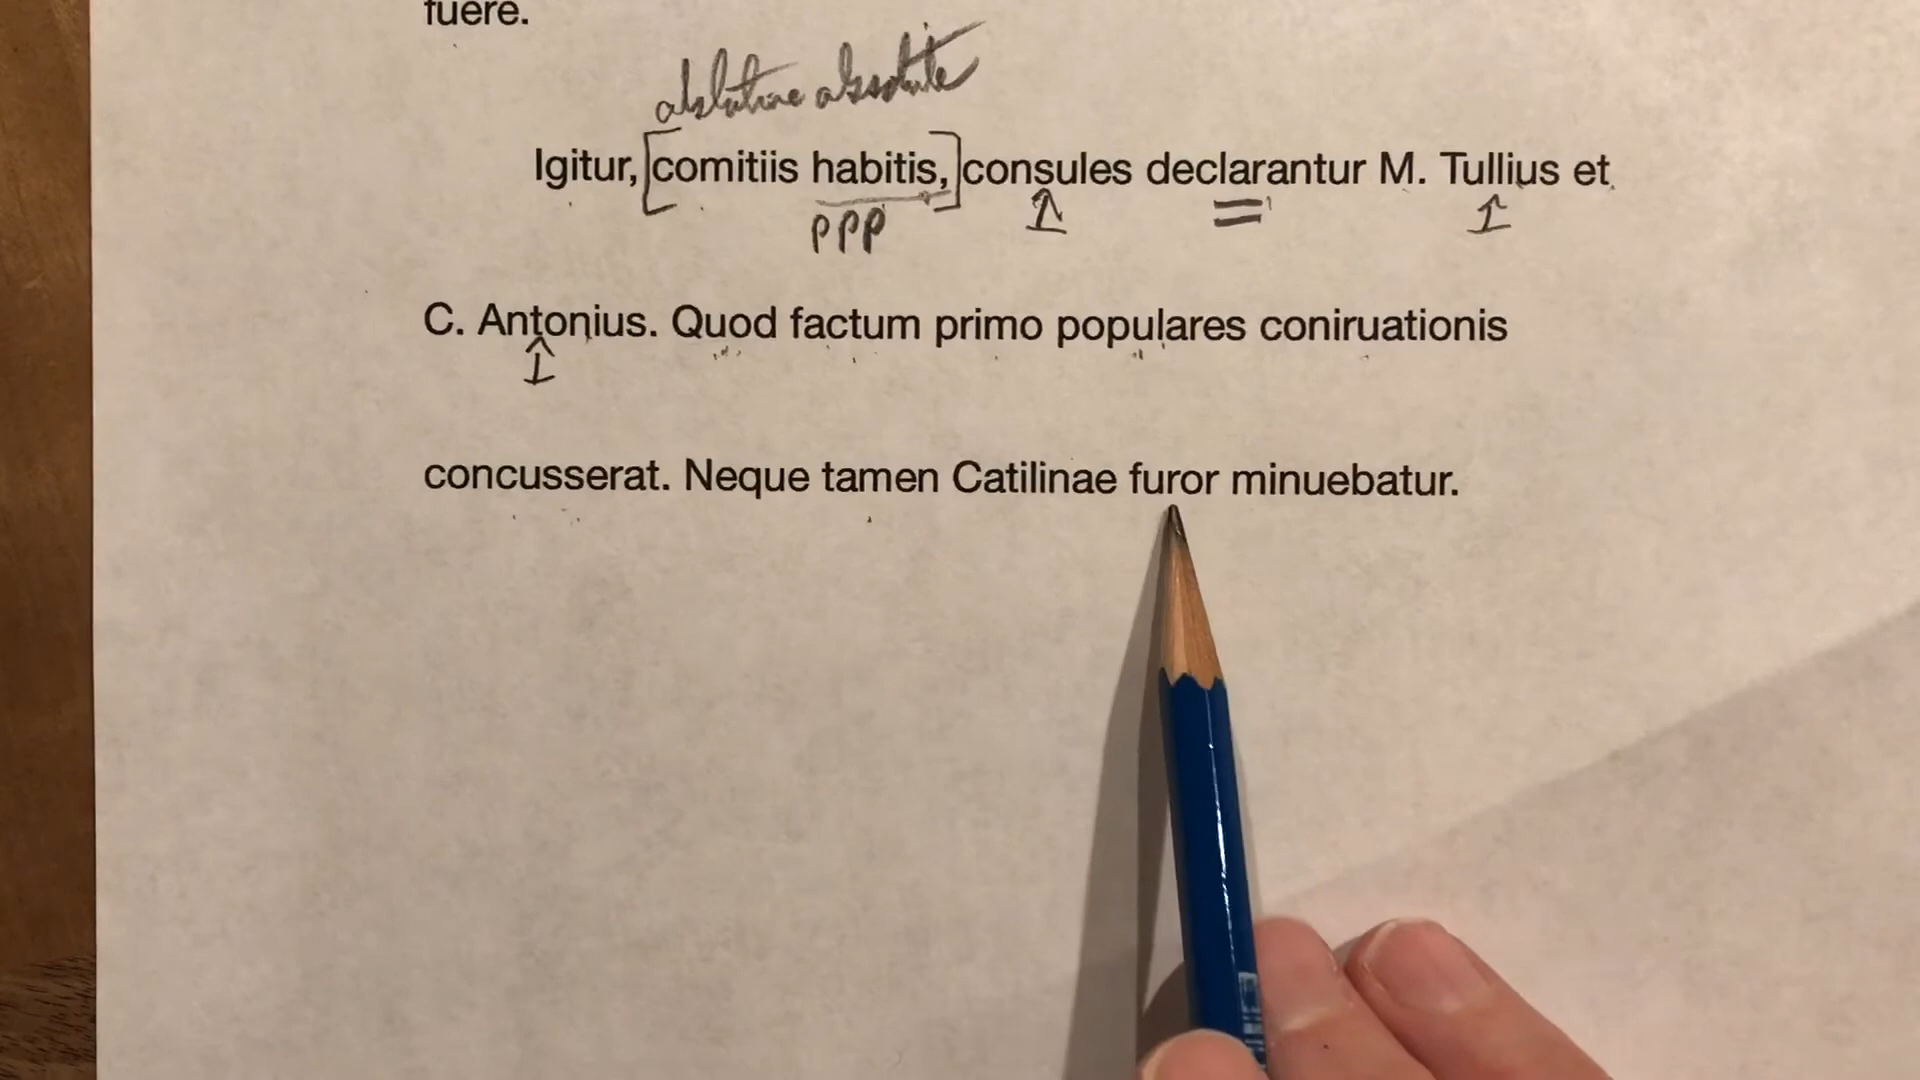 fuere.
ablative absolute
Igitur, [comitiis habitis,] consules declarantur M. Tullius et
PPP
C. Antonius. Quod factum primo populares coniruationis
concusserat. Neque tamen Catilinae furor minuebatur.